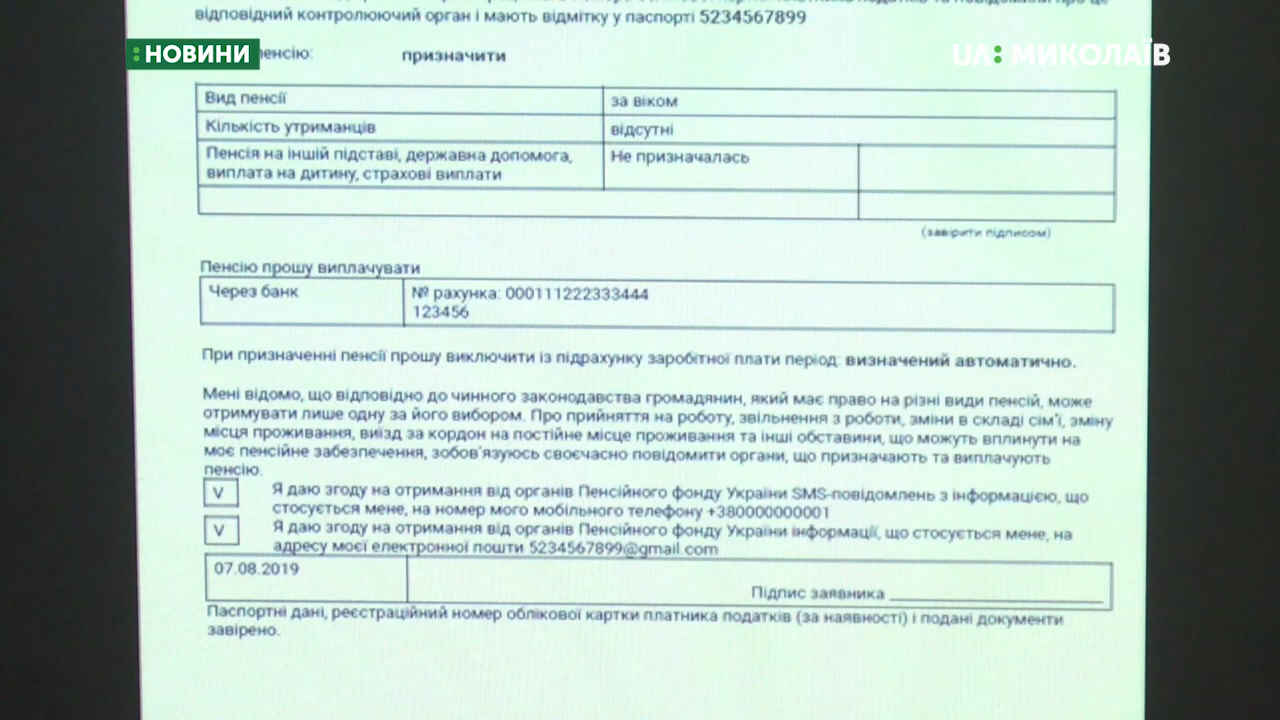 відповідний контролюючий орган і мають відмітку у паспорті 5234567899
НОВИНИ
UA: МИКОЛАЇВ
пенсію: призначити
Вид пенсії за віком
Кількість утриманців відсутні
Пенсія на іншій підставі, державна допомога, Не призначалась
виплата на дитину, страхові виплати
(завірити підписом)
Пенсію прошу виплачувати
Через банк № рахунка: 000111222333444
123456
При призначенні пенсії прошу виключити із підрахунку заробітної плати період: визначений автоматично.
Мені відомо, що відповідно до чинного законодавства громадянин, який має право на різні види пенсій, може
отримувати лише одну за його вибором. Про прийняття на роботу, звільнення з роботи, зміни в складі сім'ї, зміну
місця проживання, виїзд за кордон на постійне місце проживання та інші обставини, що можуть вплинути на
моє пенсійне забезпечення, зобов'язуюсь своєчасно повідомити органи, що призначають та виплачують
пенсію.
V Я даю згоду на отримання від органів Пенсійного фонду України SMS-повідомлень з інформацією, що
стосується мене, на номер мого мобільного телефону +380000000001
V Я даю згоду на отримання від органів Пенсійного фонду України інформації, що стосується мене, на
адресу моєї електронної пошти 5234567899@gmail.com
07.08.2019
Підпис заявника
Паспортні дані, реєстраційний номер облікової картки платника податків (за наявності) і подані документи
завірено.